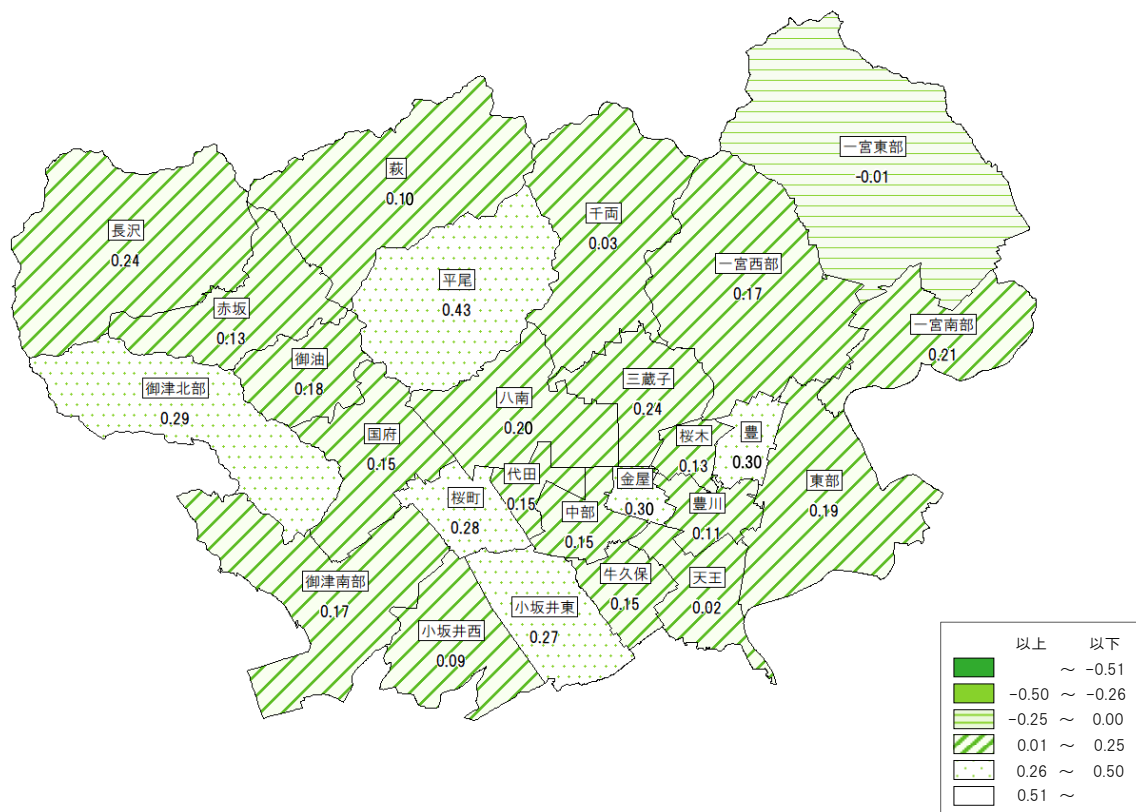 一宮東部
-0.01
萩
0.10
千両
0.03
長沢
0.24
一宮西部
0.17
平尾
0.43
赤坂
0.13
一宮南部
0.21
御油
0.18
御津北部
0.29
三蔵子
0.24
八南
0.20
国府
0.15
桜木
0.13
豊
0.30
東部
0.19
代田
0.15
金屋
0.30
桜町
0.28
中部
0.15
豊川
0.11
御津南部
0.17
牛久保
0.15
天王
0.02
小坂井東
0.27
小坂井西
0.09
以上 以下
～ -0.51
-0.50 ～ -0.26
-0.25 ～ 0.00
0.01 ～ 0.25
0.26 ～ 0.50
0.51 ～